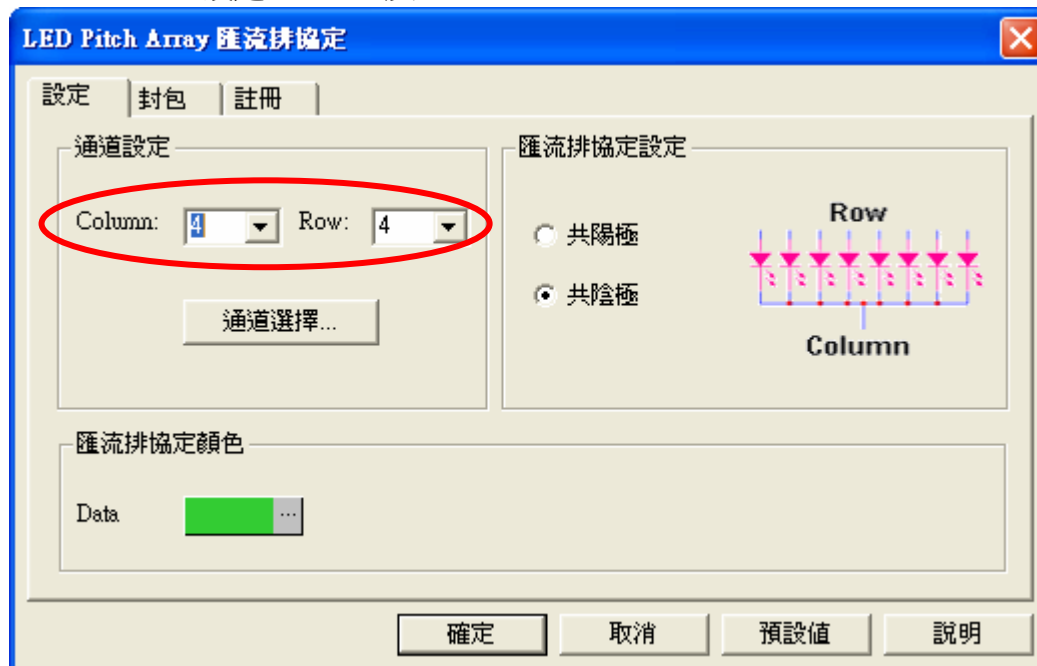 LED Pitch Array 匯流排協定
設定 封包 註冊
通道設定
Column: 4 Row: 4
通道選擇...
匯流排協定設定
共陽極
共陰極
Row
Column
匯流排協定顏色
Data ...
確定 取消 預設值 說明